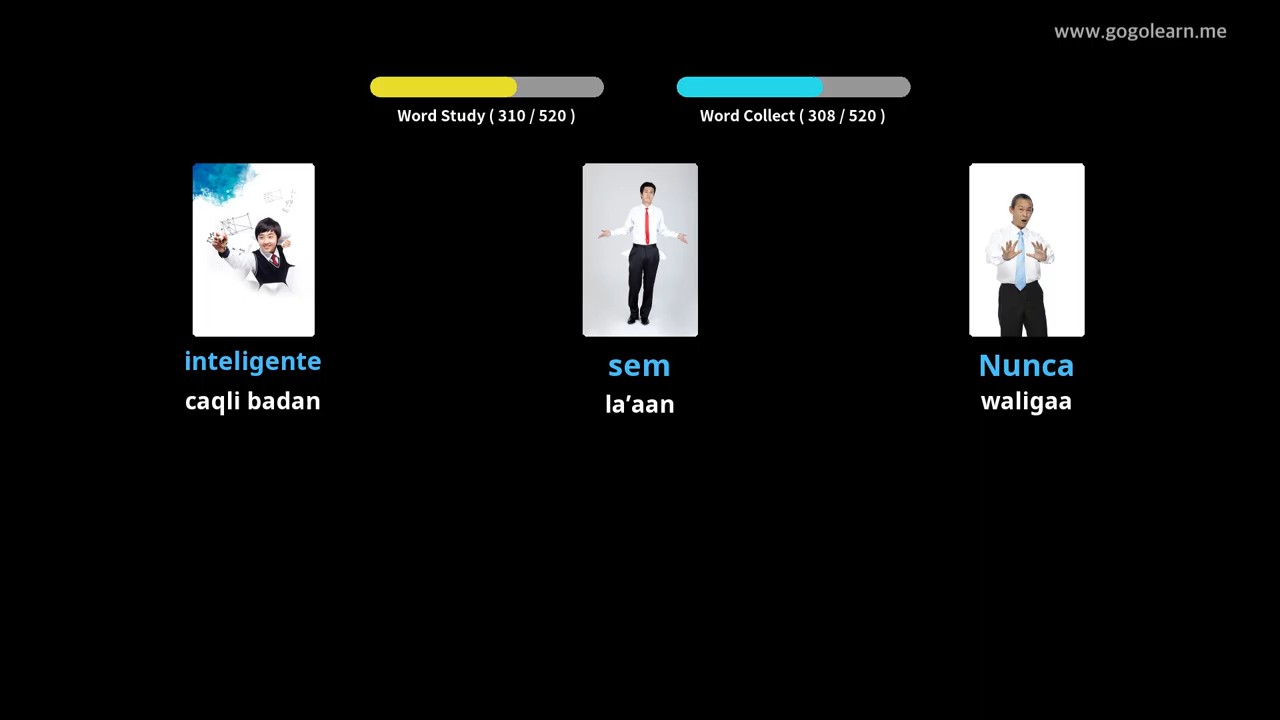 www.gogolearn.me
Word Study ( 310 / 520 )
Word Collect ( 308 / 520 )
inteligente
caqli badan
sem
la’aan
Nunca
waligaa